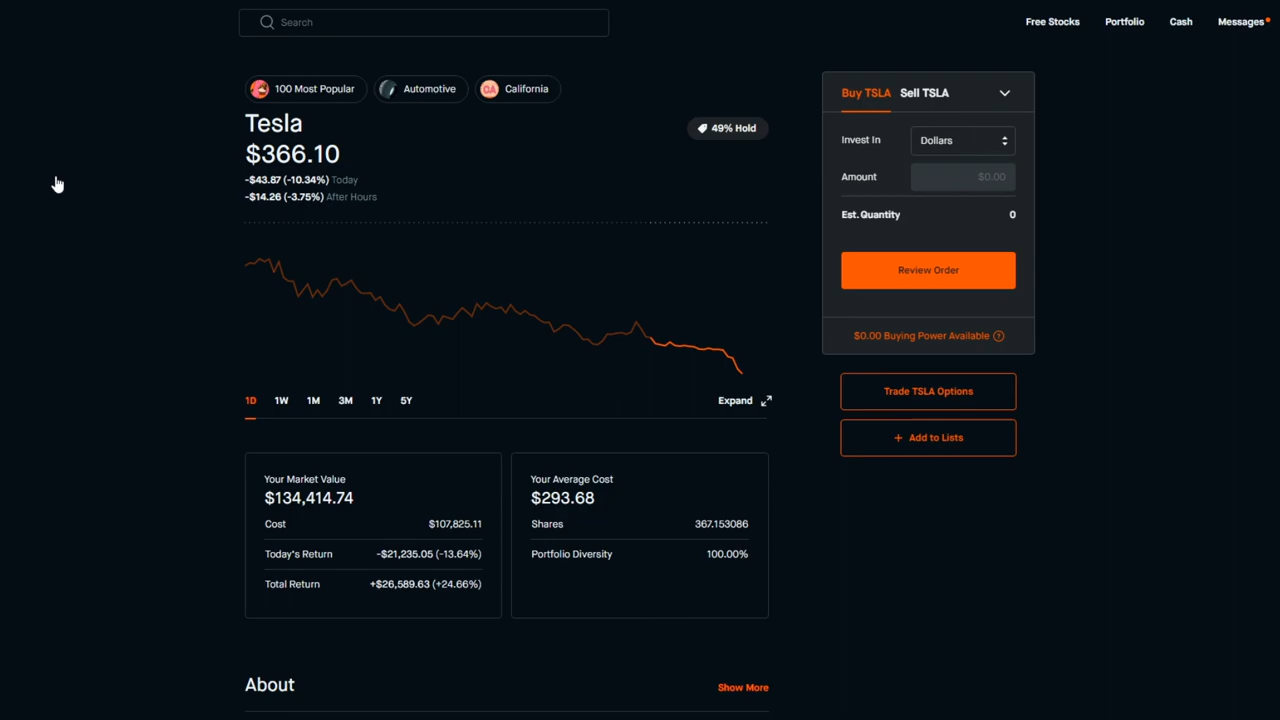 Search
Free Stocks
Portfolio
Cash
Messages
100 Most Popular
Automotive
CA
California
Tesla
$366.10
49% Hold
-$43.87 (-10.34%) Today
-$14.26 (-3.75%) After Hours
1D
1W
1M
3M
1Y
5Y
Expand
Your Market Value
$134,414.74
Cost
$107,825.11
Today's Return
-$21,235.05 (-13.64%)
Total Return
+$26,589.63 (+24.66%)
Your Average Cost
$293.68
Shares
367.153086
Portfolio Diversity
100.00%
About
Show More
Buy TSLA
Sell TSLA
Invest In
Dollars
Amount
$0.00
Est. Quantity
0
Review Order
$0.00 Buying Power Available ?
Trade TSLA Options
+ Add to Lists